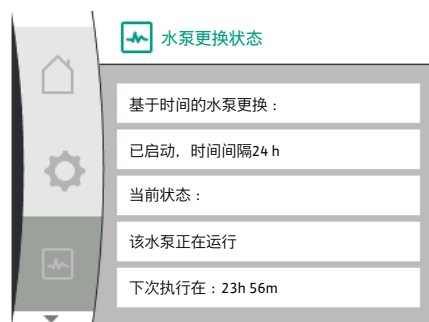 水泵更换状态
基于时间的水泵更换：
已启动，时间间隔24 h
当前状态：
该水泵正在运行
下次执行在：23h 56m